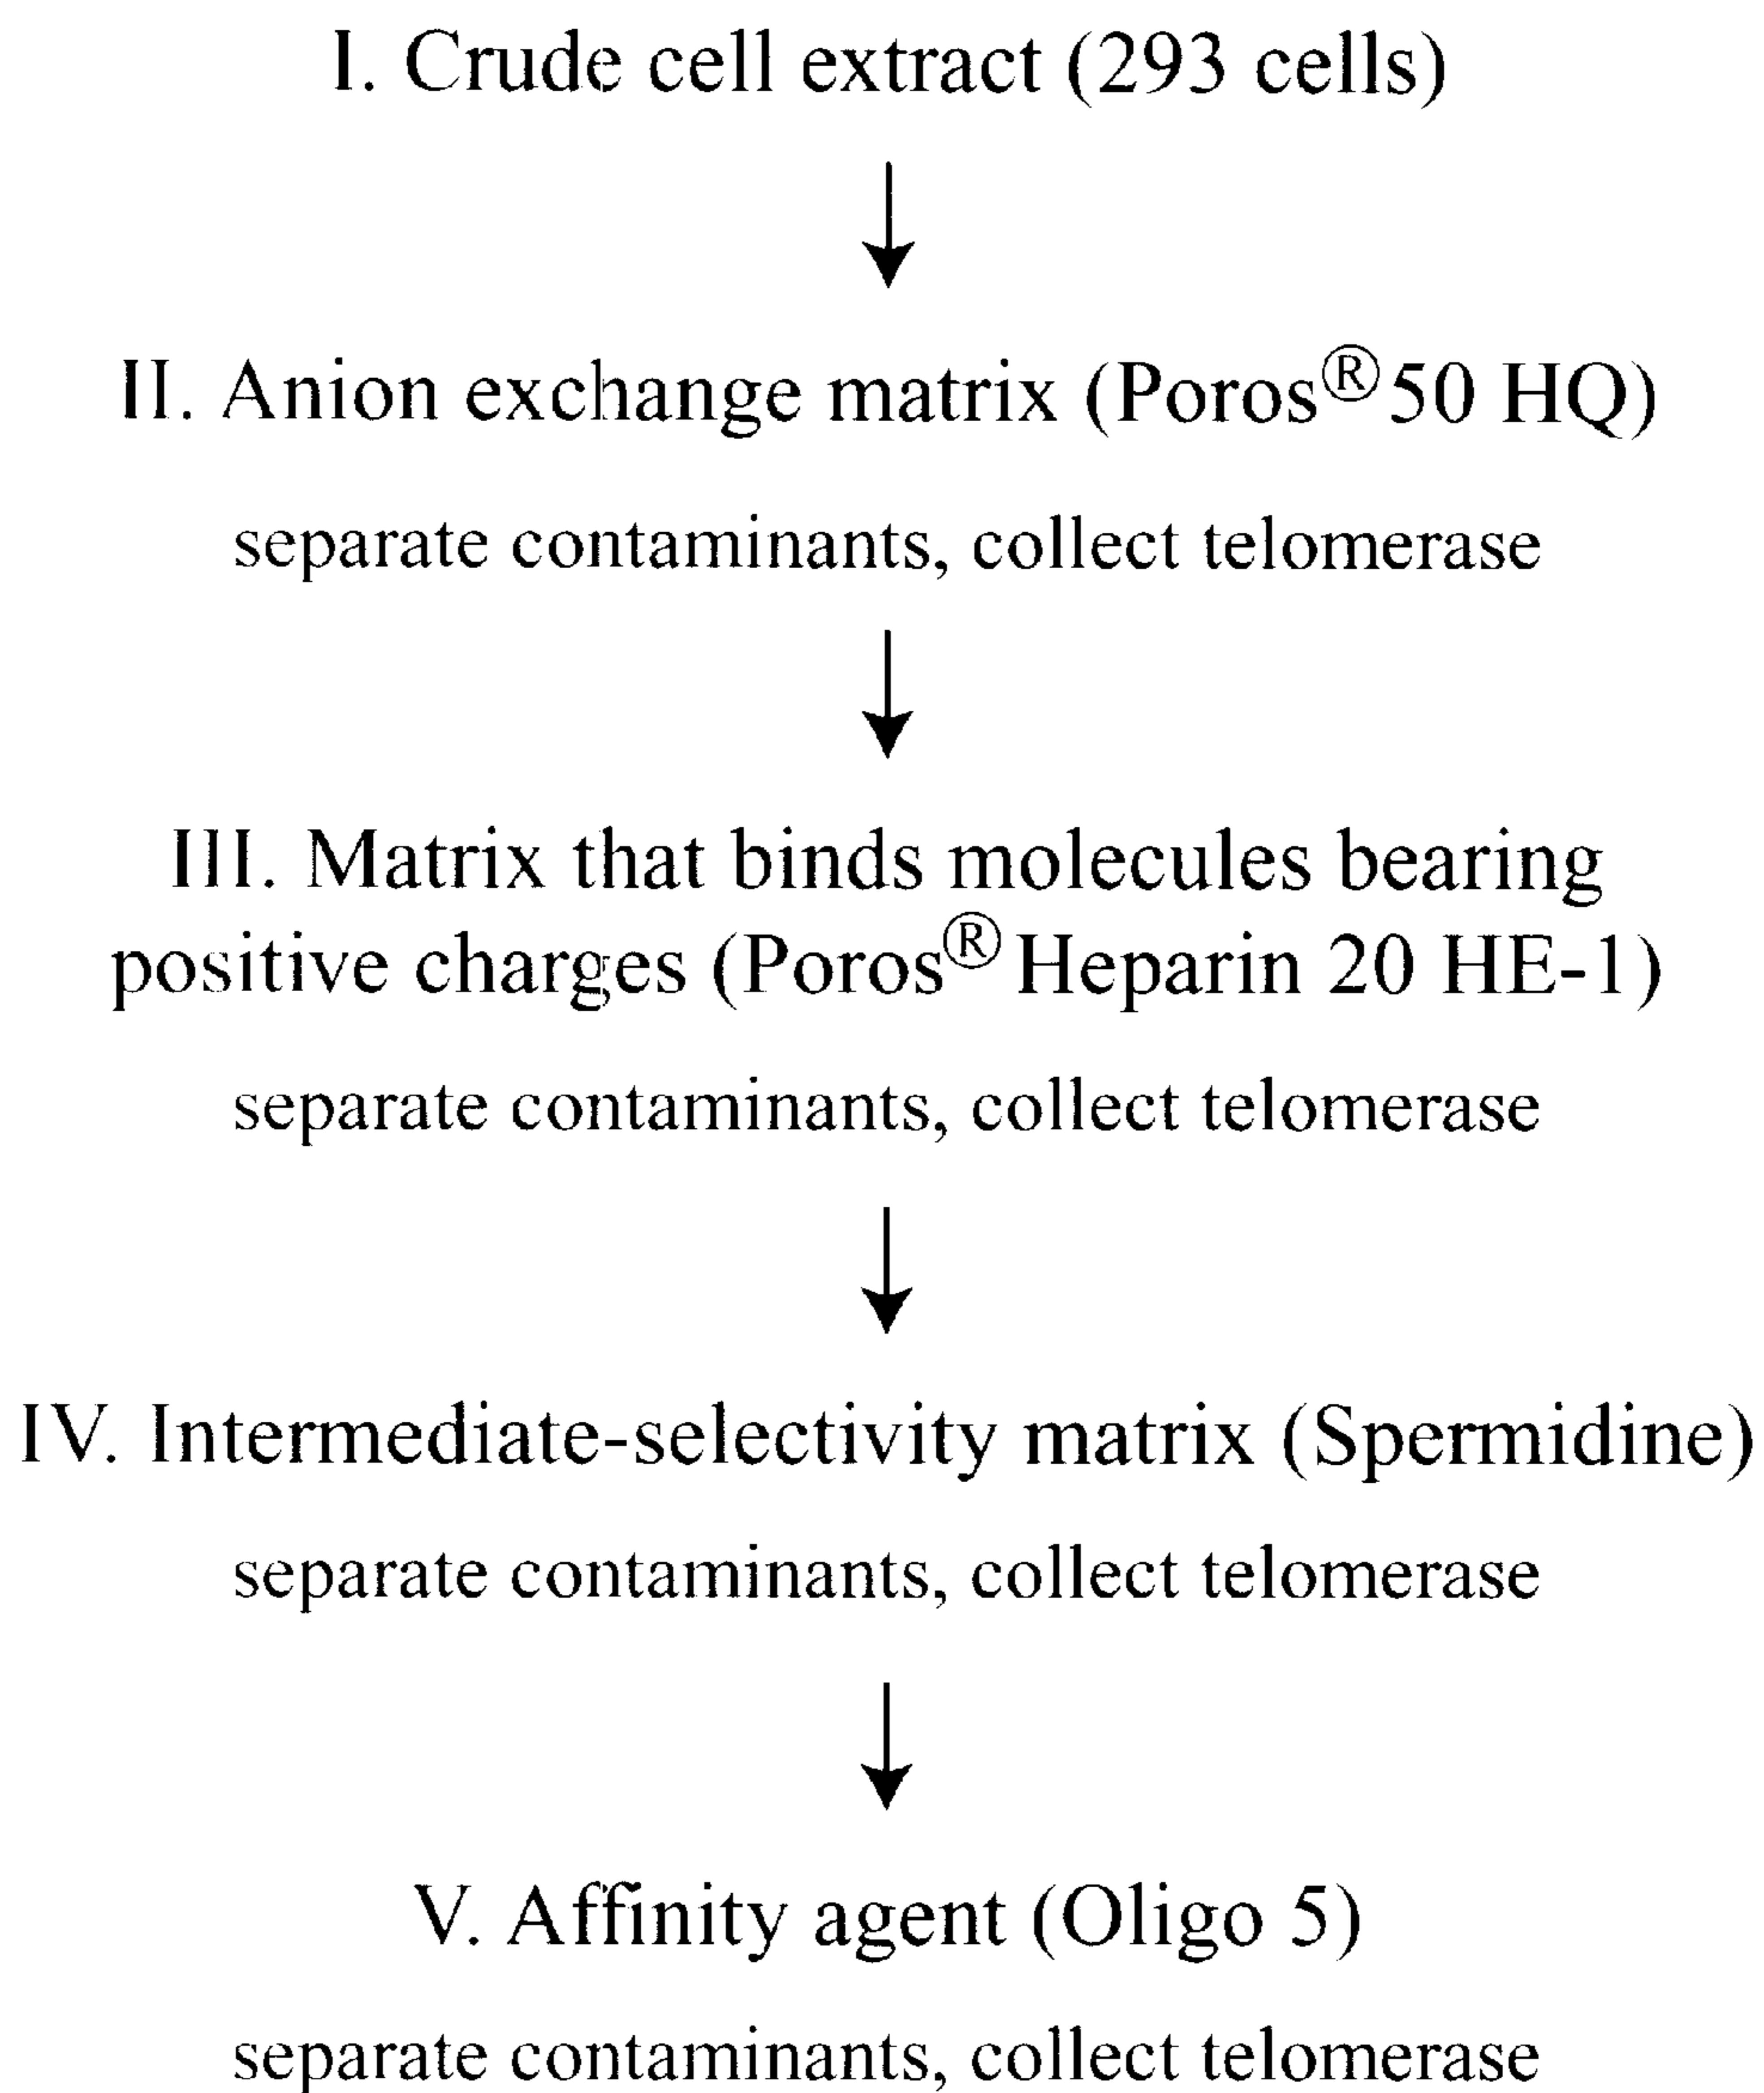 I. Crude cell extract (293 cells)
II. Anion exchange matrix (Poros® 50 HQ)
separate contaminants, collect telomerase
III. Matrix that binds molecules bearing
positive charges (Poros® Heparin 20 HE-1)
separate contaminants, collect telomerase
IV. Intermediate-selectivity matrix (Spermidine)
separate contaminants, collect telomerase
V. Affinity agent (Oligo 5)
separate contaminants, collect telomerase